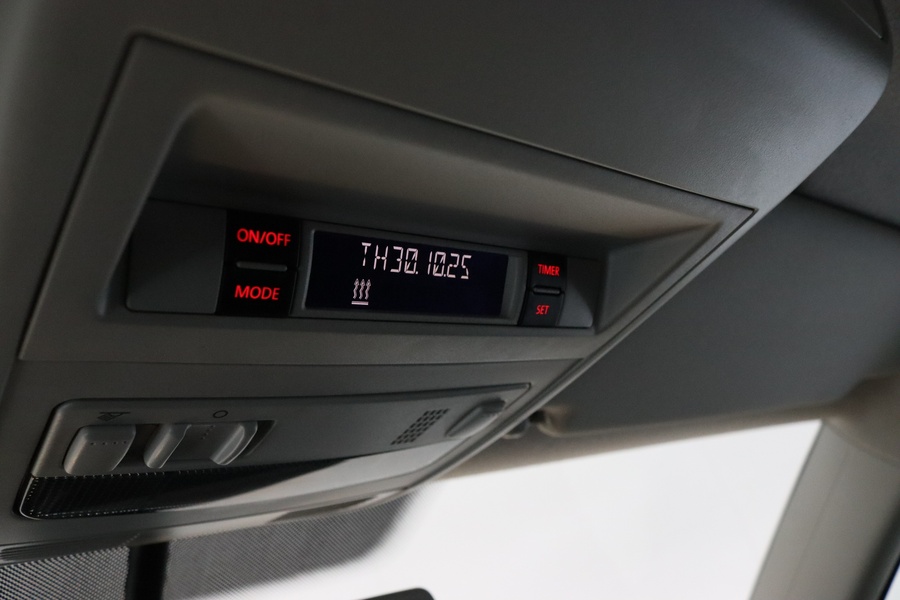 ON/OFF
MODE
TH30.10.25
TIMER
SET